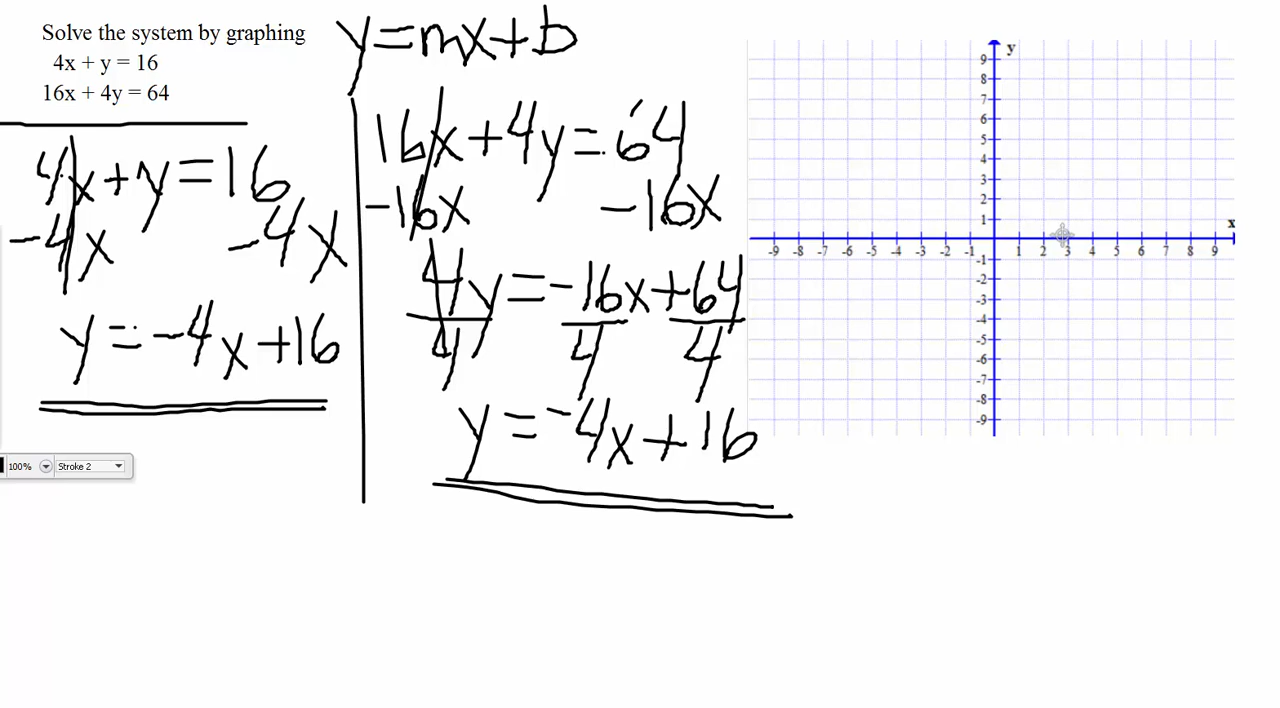 Solve the system by graphing
4x + y = 16
16x + 4y = 64
y=mx+b
4x+y=16
-4x -4x
y=-4x+16
16x+4y=64
-16x -16x
4y=-16x+64
4 4 4
y=-4x+16
y
9
8
7
6
5
4
3
2
1
x
-9 -8 -7 -6 -5 -4 -3 -2 -1 1 2 3 4 5 6 7 8 9
-1
-2
-3
-4
-5
-6
-7
-8
-9
100% Stroke 2